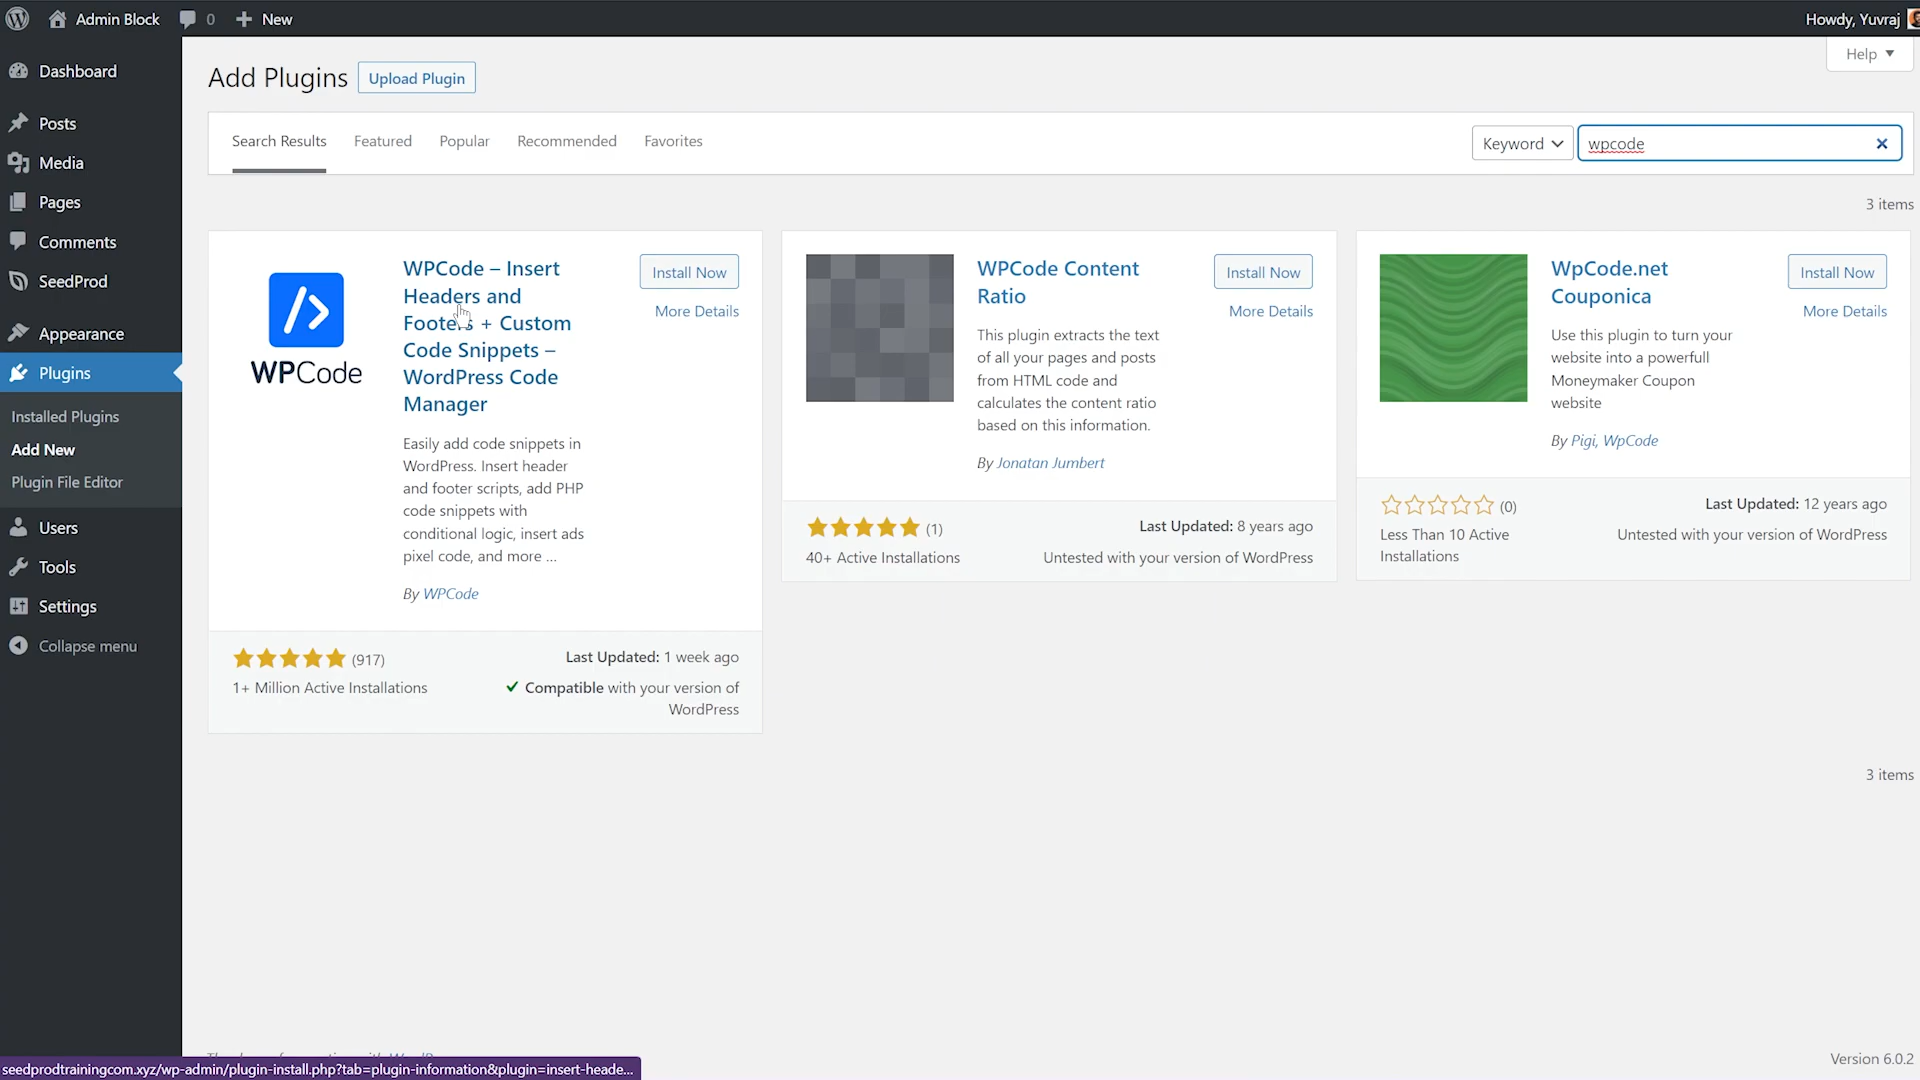 Admin Block
0
New
Howdy, Yuvraj
Help
Dashboard
Posts
Media
Pages
Comments
SeedProd
Appearance
Plugins
Installed Plugins
Add New
Plugin File Editor
Users
Tools
Settings
Collapse menu
Add Plugins
Upload Plugin
Search Results
Featured
Popular
Recommended
Favorites
Keyword
wpcode
3 items
WPCode
WPCode – Insert
Headers and
Footers + Custom
Code Snippets –
WordPress Code
Manager
Install Now
More Details
Easily add code snippets in
WordPress. Insert header
and footer scripts, add PHP
code snippets with
conditional logic, insert ads
pixel code, and more ...
By WPCode
(917)
1+ Million Active Installations
Last Updated: 1 week ago
Compatible with your version of
WordPress
WPCode Content
Ratio
Install Now
More Details
This plugin extracts the text
of all your pages and posts
from HTML code and
calculates the content ratio
based on this information.
By Jonatan Jumbert
(1)
40+ Active Installations
Last Updated: 8 years ago
Untested with your version of WordPress
WpCode.net
Couponica
Install Now
More Details
Use this plugin to turn your
website into a powerfull
Moneymaker Coupon
website
By Pigi, WpCode
(0)
Less Than 10 Active
Installations
Last Updated: 12 years ago
Untested with your version of WordPress
3 items
Version 6.0.2
seedprodtrainingcom.xyz/wp-admin/plugin-install.php?tab=plugin-information&plugin=insert-heade...